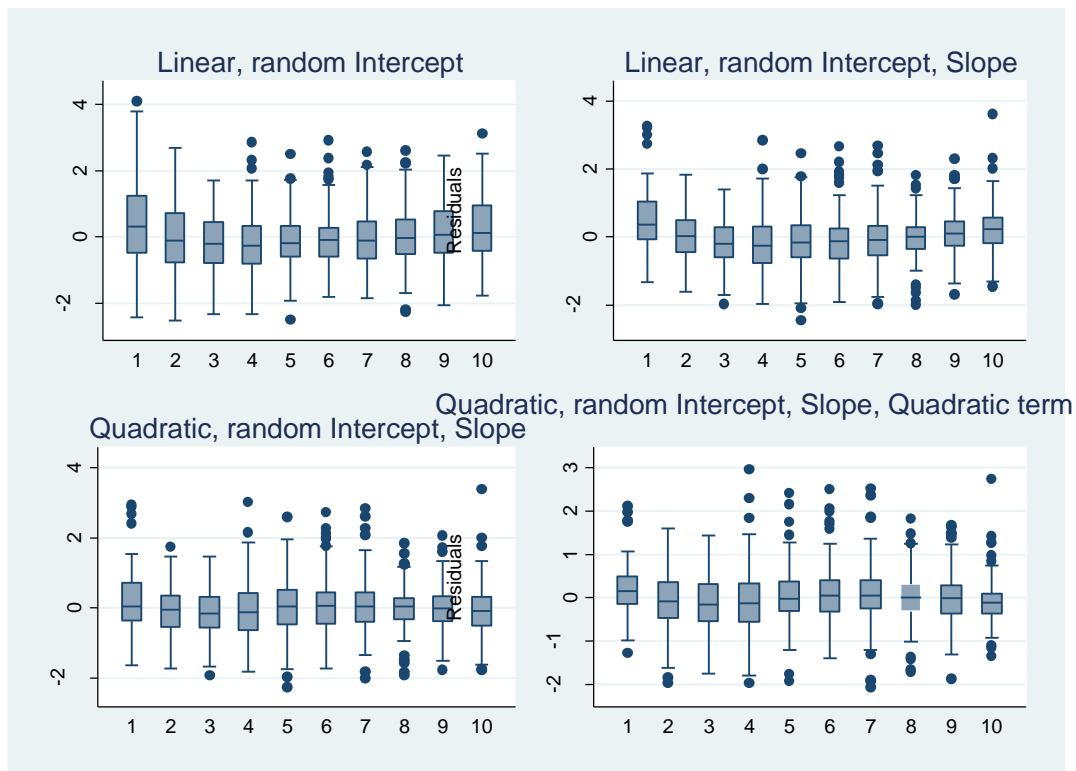 Linear, random Intercept
4
2
0
-2
Residuals
1 2 3 4 5 6 7 8 9 10
Linear, random Intercept, Slope
4
2
0
-2
1 2 3 4 5 6 7 8 9 10
Quadratic, random Intercept, Slope
4
2
0
-2
Residuals
1 2 3 4 5 6 7 8 9 10
Quadratic, random Intercept, Slope, Quadratic term
3
2
1
0
-1
-2
1 2 3 4 5 6 7 8 9 10